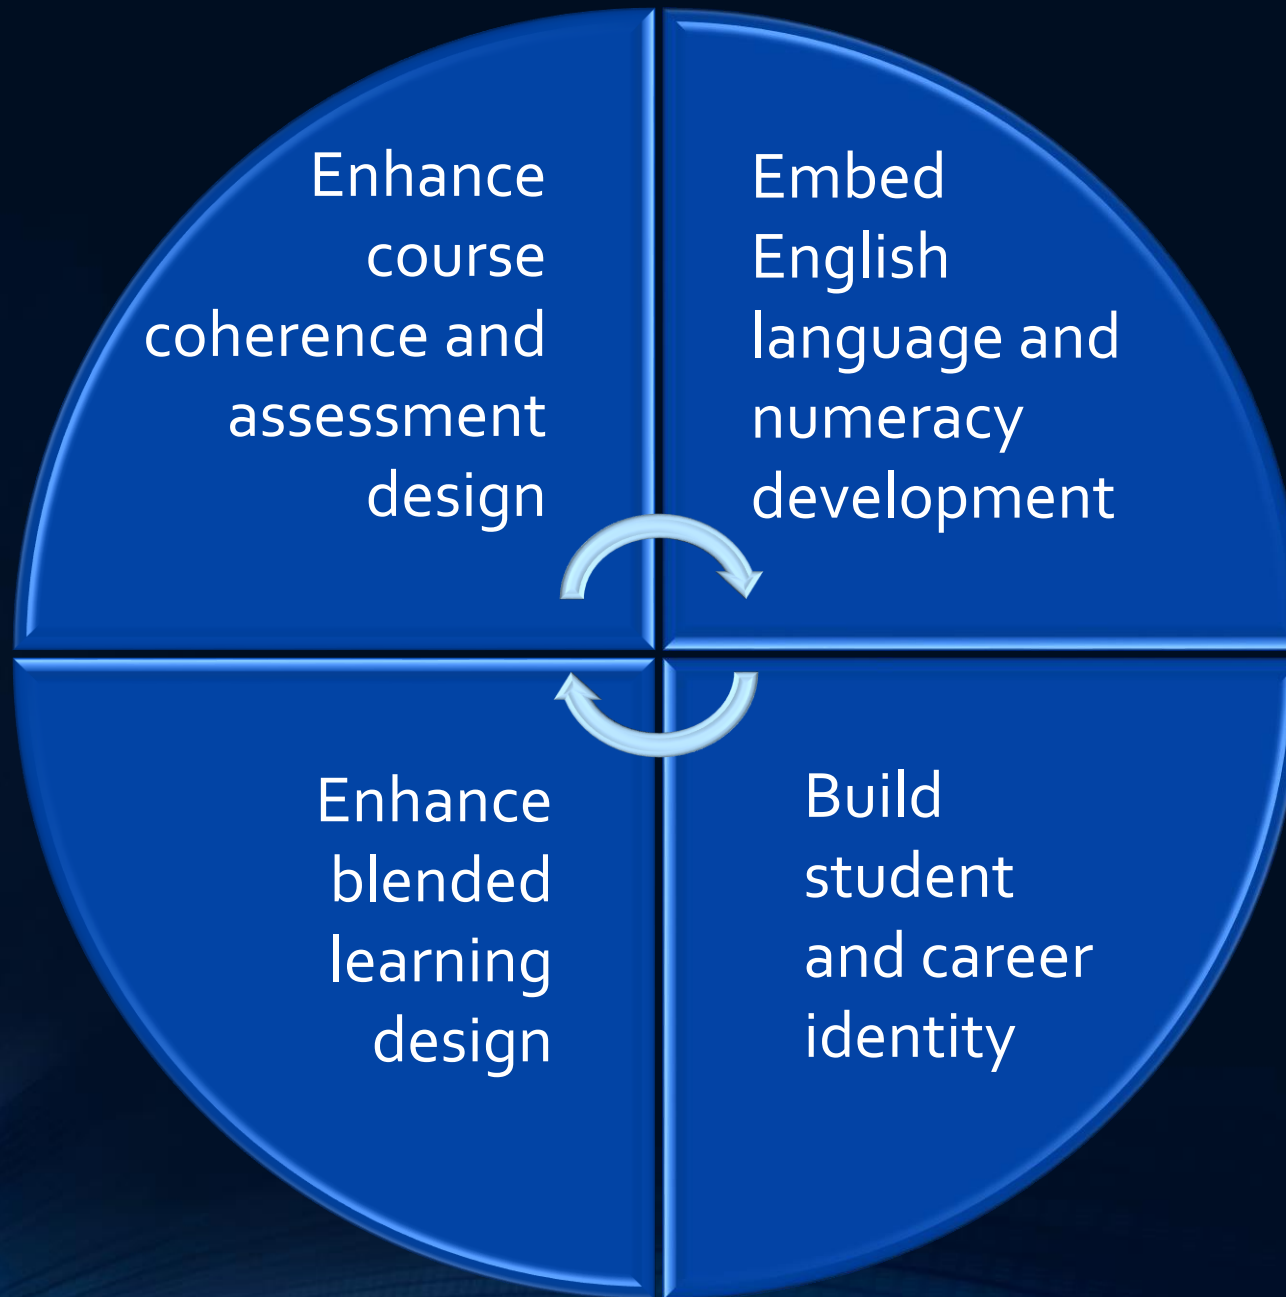 Enhance
course
coherence and
assessment
design
Embed
English
language and
numeracy
development
Enhance
blended
learning
design
Build
student
and career
identity